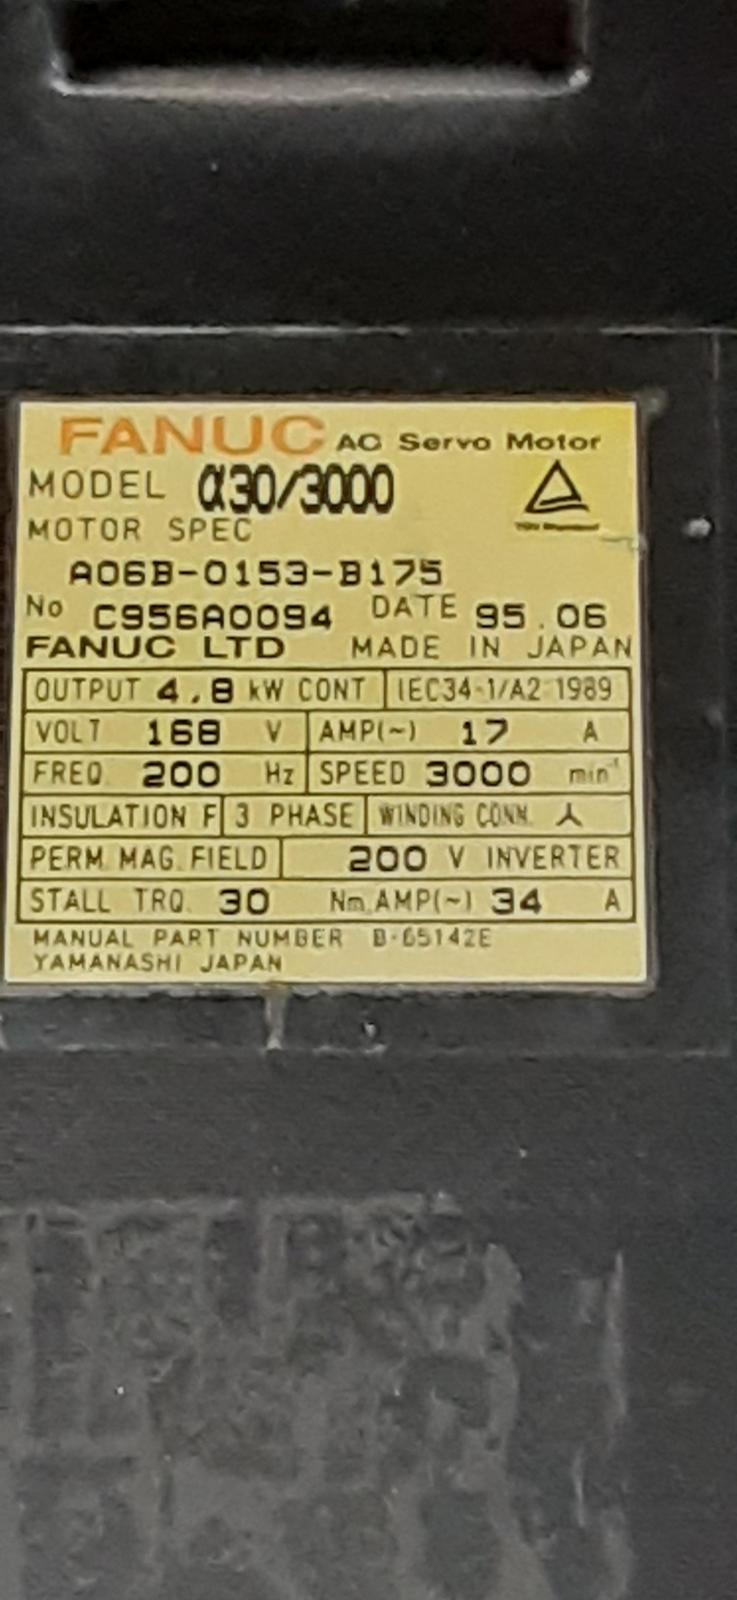 FANUC AC Servo Motor
MODEL α30/3000
MOTOR SPEC
A06B-0153-B175
No C956A0094 DATE 95.06
FANUC LTD MADE IN JAPAN
OUTPUT 4.8 kW CONT IEC34-1/A2-1989
VOLT 168 V AMP(~) 17 A
FREQ. 200 Hz SPEED 3000 min⁻¹
INSULATION F 3 PHASE WINDING CONN. 人
PERM. MAG. FIELD 200 V INVERTER
STALL TRQ. 30 Nm AMP(~) 34 A
MANUAL PART NUMBER B-65142E
YAMANASHI JAPAN